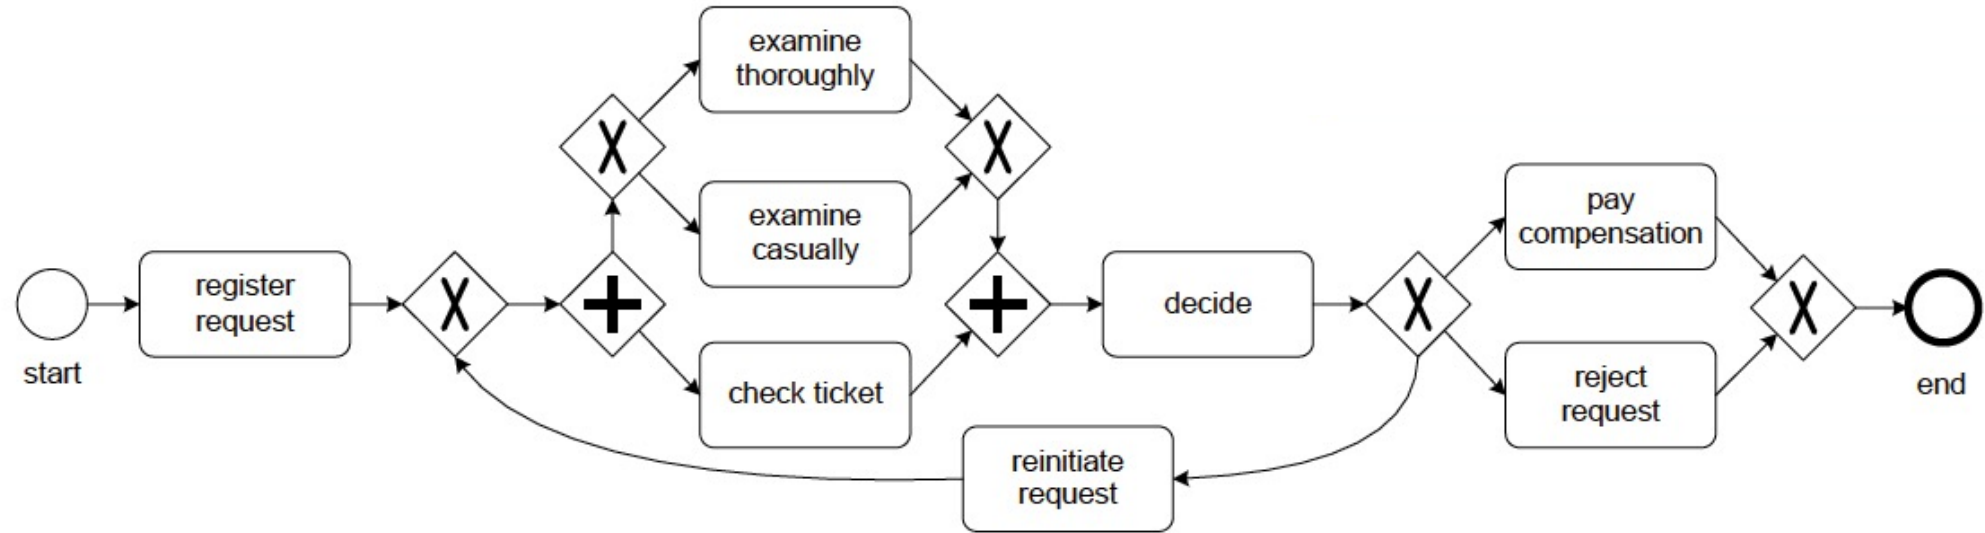 examine
thoroughly
examine
casually
pay
compensation
register
request
decide
start
check ticket
reject
request
end
reinitiate
request